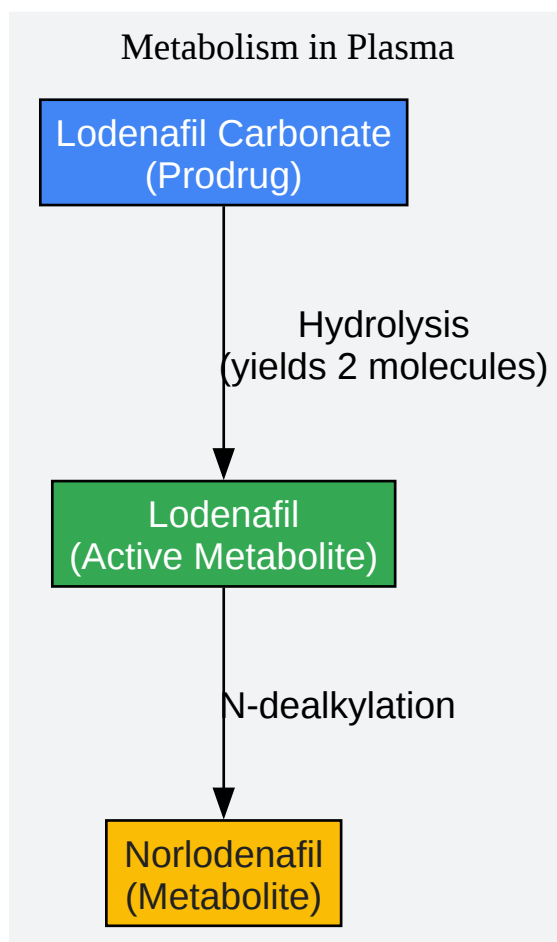 Metabolism in Plasma
Lodenafil Carbonate
(Prodrug)
Hydrolysis
(yields 2 molecules)
Lodenafil
(Active Metabolite)
N-dealkylation
Norlodenafil
(Metabolite)